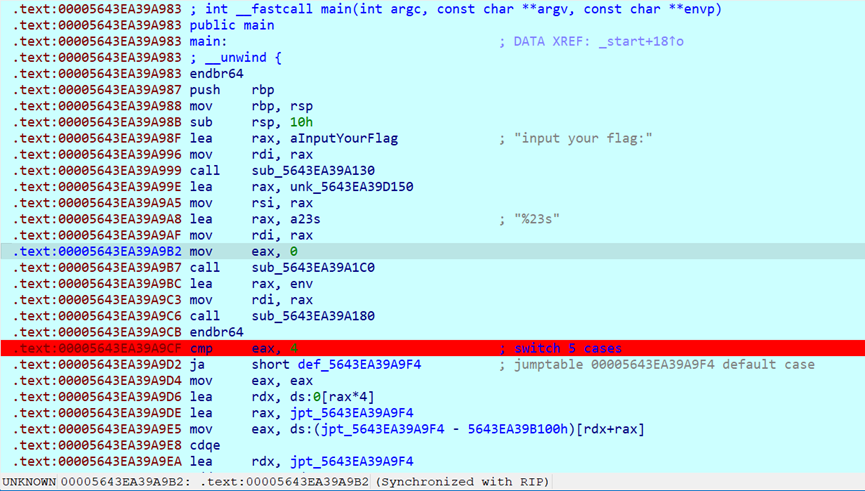 .text:00005643EA39A983 ; int __fastcall main(int argc, const char **argv, const char **envp)
.text:00005643EA39A983 public main
.text:00005643EA39A983 main: ; DATA XREF: _start+18↑o
.text:00005643EA39A983 ; __unwind {
.text:00005643EA39A983 endbr64
.text:00005643EA39A987 push rbp
.text:00005643EA39A988 mov rbp, rsp
.text:00005643EA39A98B sub rsp, 10h
.text:00005643EA39A98F lea rax, aInputYourFlag ; "input your flag:"
.text:00005643EA39A996 mov rdi, rax
.text:00005643EA39A999 call sub_5643EA39A130
.text:00005643EA39A99E lea rax, unk_5643EA39D150
.text:00005643EA39A9A5 mov rsi, rax
.text:00005643EA39A9A8 lea rax, a23s ; "%23s"
.text:00005643EA39A9AF mov rdi, rax
.text:00005643EA39A9B2 mov eax, 0
.text:00005643EA39A9B7 call sub_5643EA39A1C0
.text:00005643EA39A9BC lea rax, env
.text:00005643EA39A9C3 mov rdi, rax
.text:00005643EA39A9C6 call sub_5643EA39A180
.text:00005643EA39A9CB endbr64
.text:00005643EA39A9CF cmp eax, 4 ; switch 5 cases
.text:00005643EA39A9D2 ja short def_5643EA39A9F4 ; jumptable 00005643EA39A9F4 default case
.text:00005643EA39A9D4 mov eax, eax
.text:00005643EA39A9D6 lea rdx, ds:0[rax*4]
.text:00005643EA39A9DE lea rax, jpt_5643EA39A9F4
.text:00005643EA39A9E5 mov eax, ds:(jpt_5643EA39A9F4 - 5643EA39B100h)[rdx+rax]
.text:00005643EA39A9E8 cdqe
.text:00005643EA39A9EA lea rdx, jpt_5643EA39A9F4
UNKNOWN 00005643EA39A9B2: .text:00005643EA39A9B2 (Synchronized with RIP)